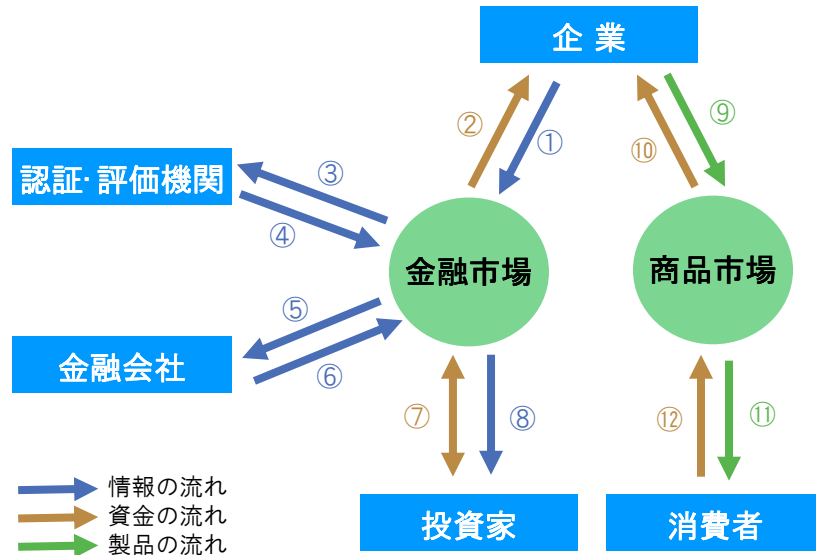 企業
②
①
⑨
⑩
認証·評価機関
③
④
金融市場
商品市場
⑤
金融会社
⑥
⑦
⑧
⑫
⑪
情報の流れ
資金の流れ
製品の流れ
投資家
消費者